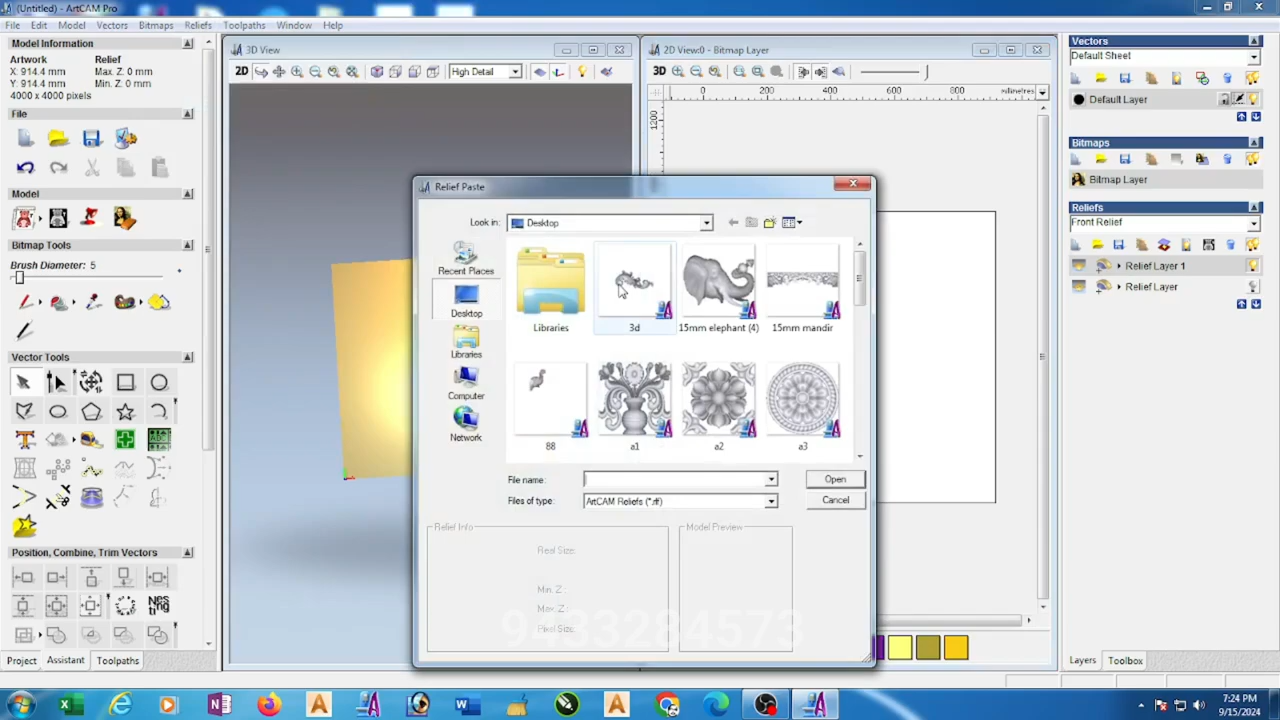 (Untitled) - ArtCAM Pro
File Edit Model Vectors Bitmaps Reliefs Toolpaths Window Help
Model Information
Artwork Relief
X: 914.4 mm Max. Z: 0 mm
Y: 914.4 mm Min. Z: 0 mm
4000 x 4000 pixels
File
Model
Bitmap Tools
Brush Diameter: 5
Vector Tools
Position, Combine, Trim Vectors
Project Assistant Toolpaths
3D View
2D High Detail
2D View:0 - Bitmap Layer
3D
0 200 400 600 800 millimetres
1200
Relief Paste
Look in: Desktop
Recent Places
Desktop
Libraries
Computer
Network
Libraries 3d 15mm elephant (4) 15mm mandir
88 a1 a2 a3
File name: Open
Files of type: ArtCAM Reliefs (*.rlf) Cancel
Relief Info Model Preview
Real Size:
Min. Z :
Max. Z :
Pixel Size:
Vectors
Default Sheet
Default Layer
Bitmaps
Bitmap Layer
Reliefs
Front Relief
Relief Layer 1
Relief Layer
Layers Toolbox
7:24 PM
9/15/2024